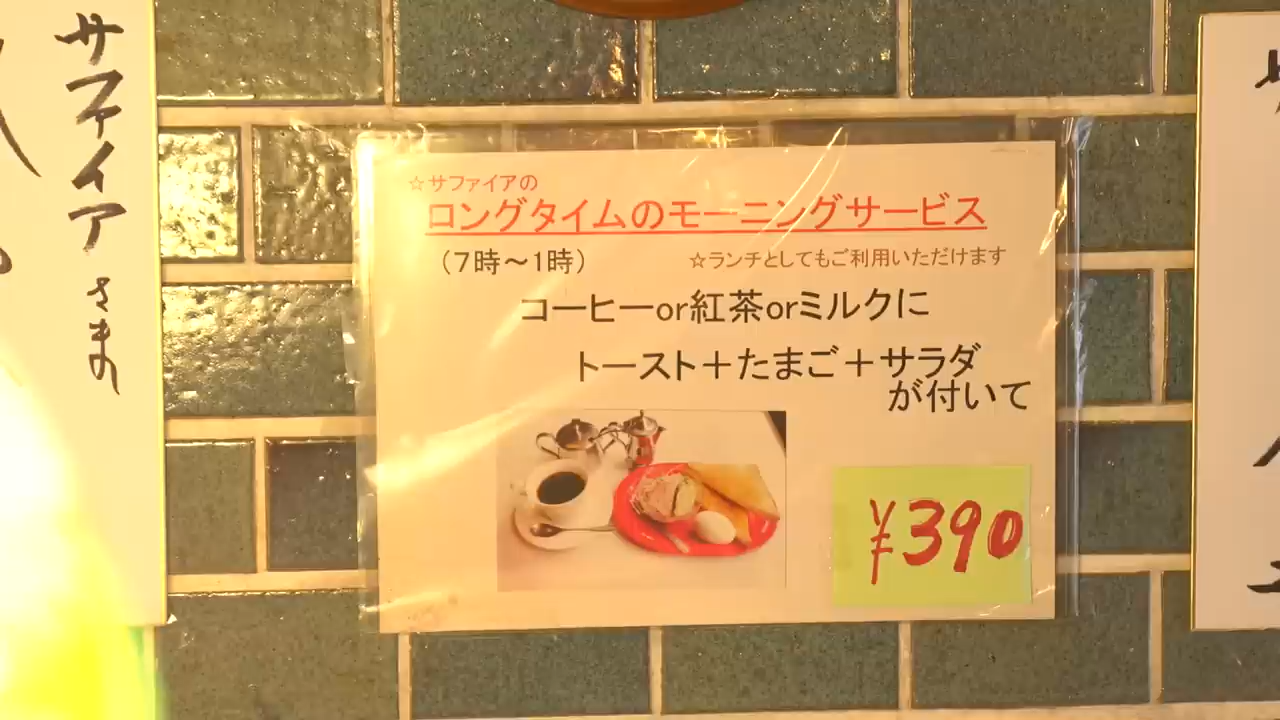 サファイアさま
☆サファイアの
ロングタイムのモーニングサービス
（7時～1時）
☆ランチとしてもご利用いただけます
コーヒーor紅茶orミルクに
トースト＋たまご＋サラダ
が付いて
¥390